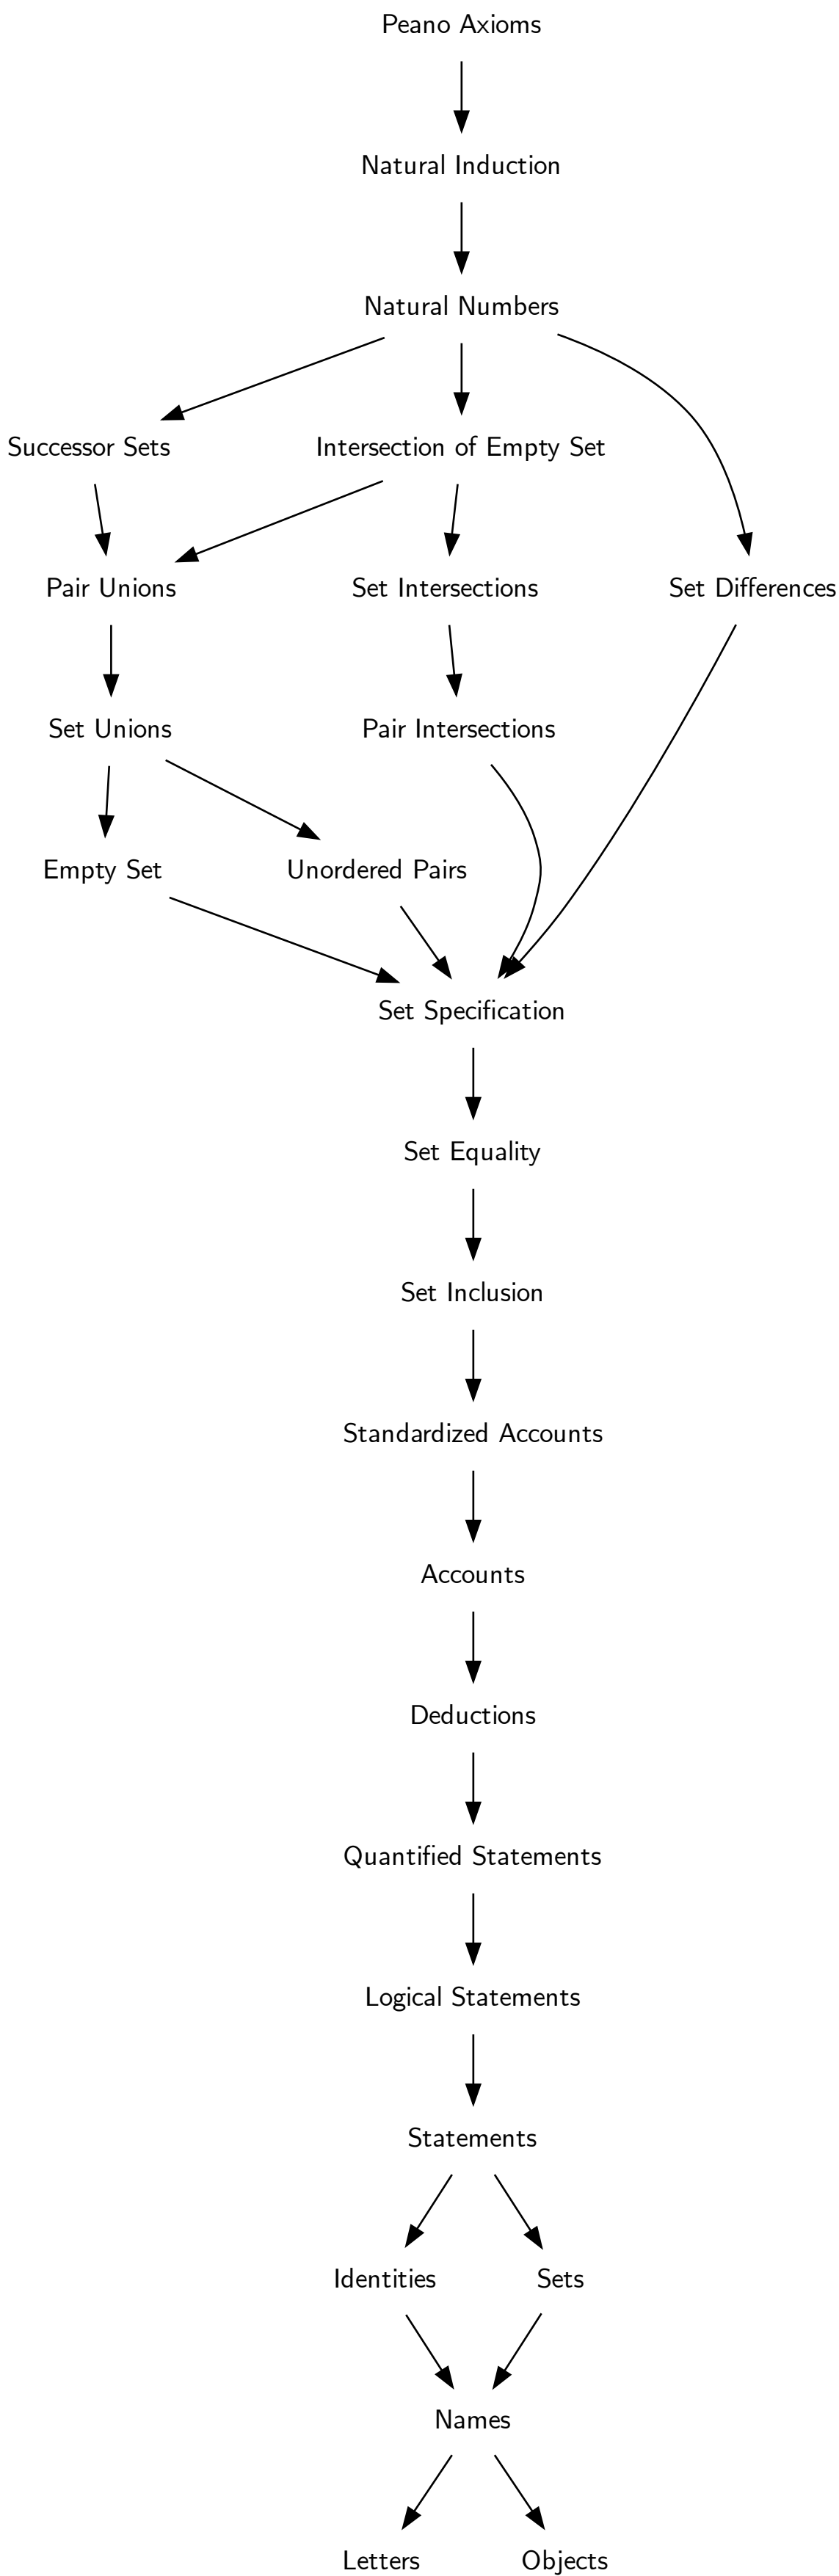 Peano Axioms
Natural Induction
Natural Numbers
Successor Sets
Intersection of Empty Set
Pair Unions
Set Intersections
Set Differences
Set Unions
Pair Intersections
Empty Set
Unordered Pairs
Set Specification
Set Equality
Set Inclusion
Standardized Accounts
Accounts
Deductions
Quantified Statements
Logical Statements
Statements
Identities
Sets
Names
Letters
Objects